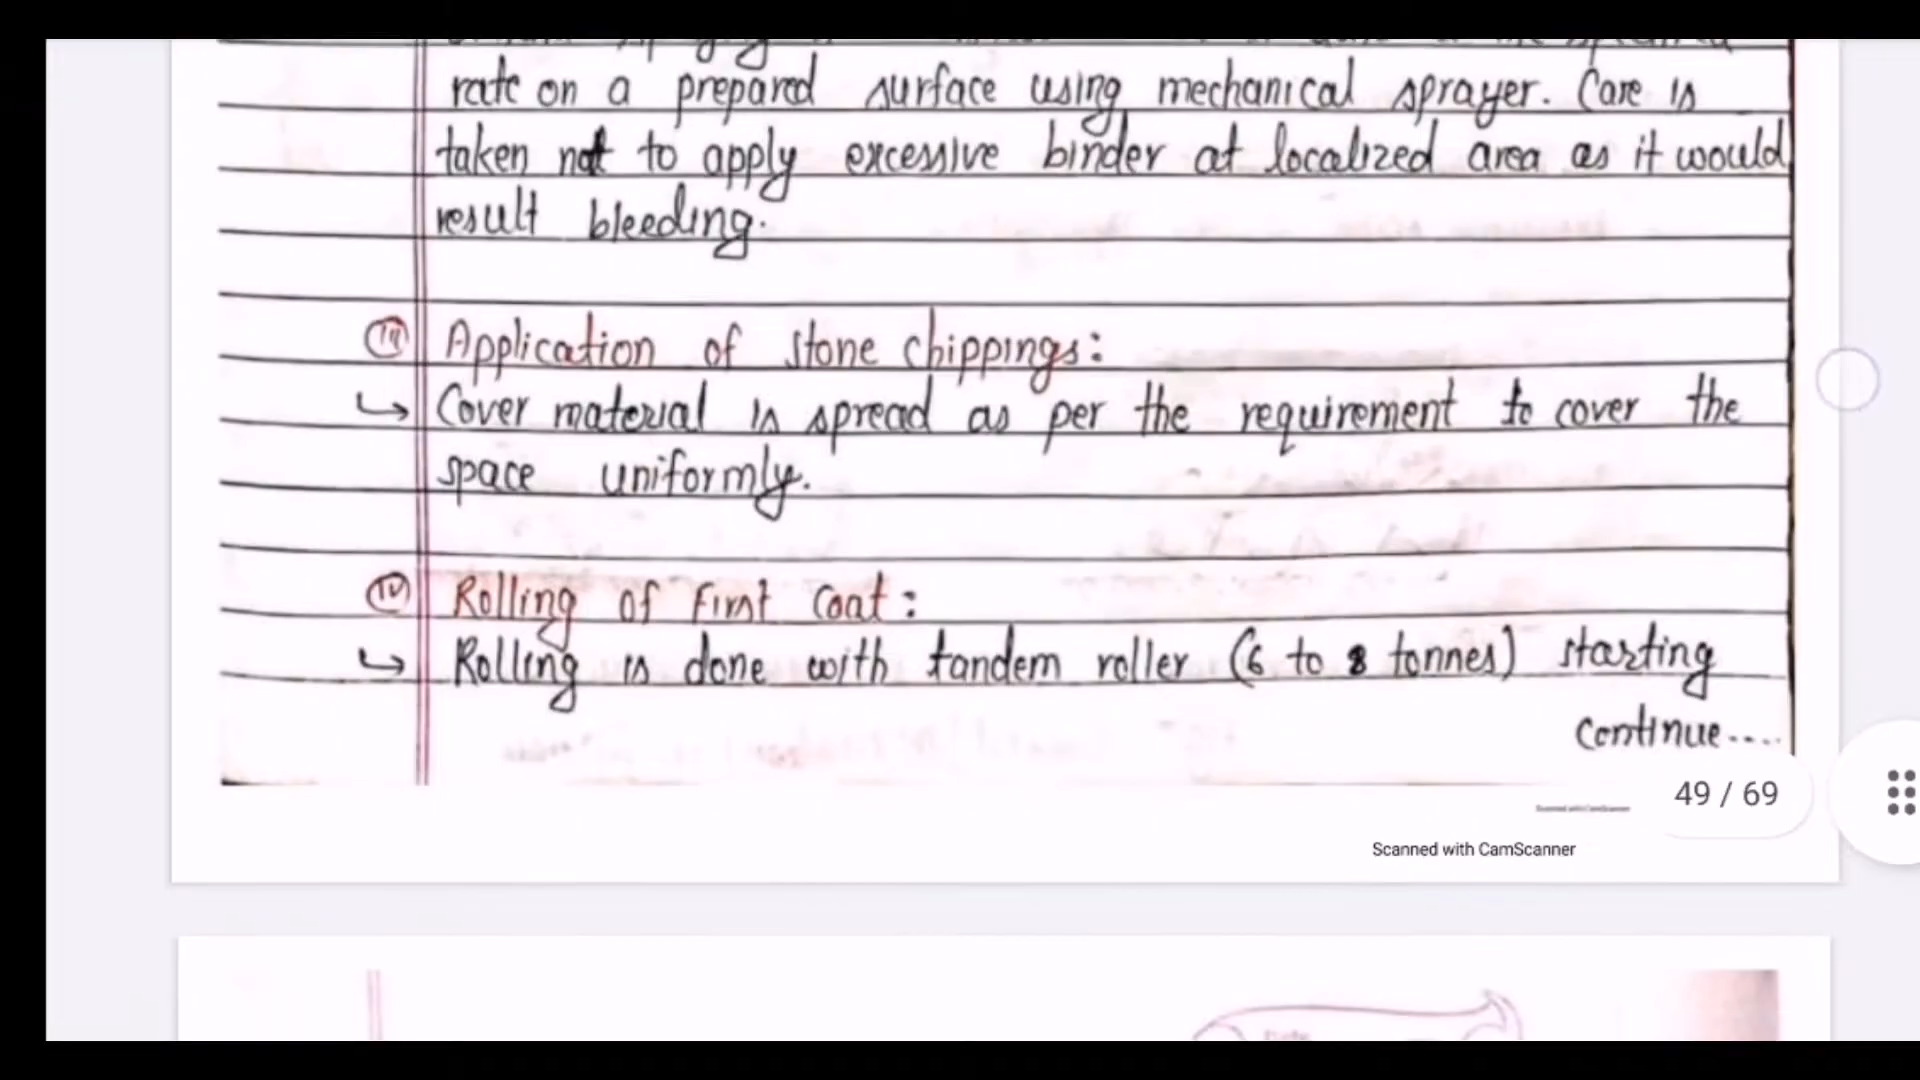 rate on a prepared surface using mechanical sprayer. Care is
taken not to apply excessive binder at localized area as it would
result bleeding.
(iii) Application of stone chippings:
↳ Cover material is spread as per the requirement to cover the
space uniformly.
(iv) Rolling of first coat:
↳ Rolling is done with tandem roller (6 to 8 tonnes) starting
continue....
49 / 69
Scanned with CamScanner